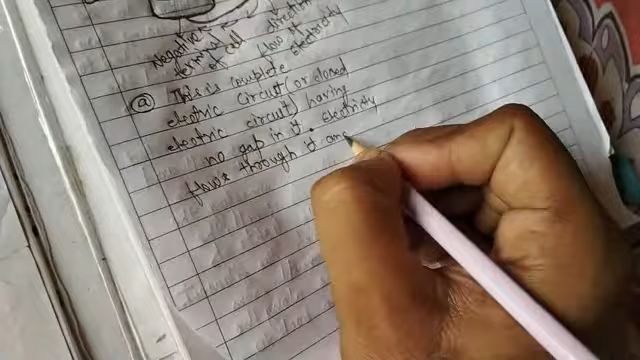 Negative direction
terminal flow of
of cell electricity
(a) This is complete
electric circuit (or closed
electric circuit) having
no gap in it. Electricity
flows through it and